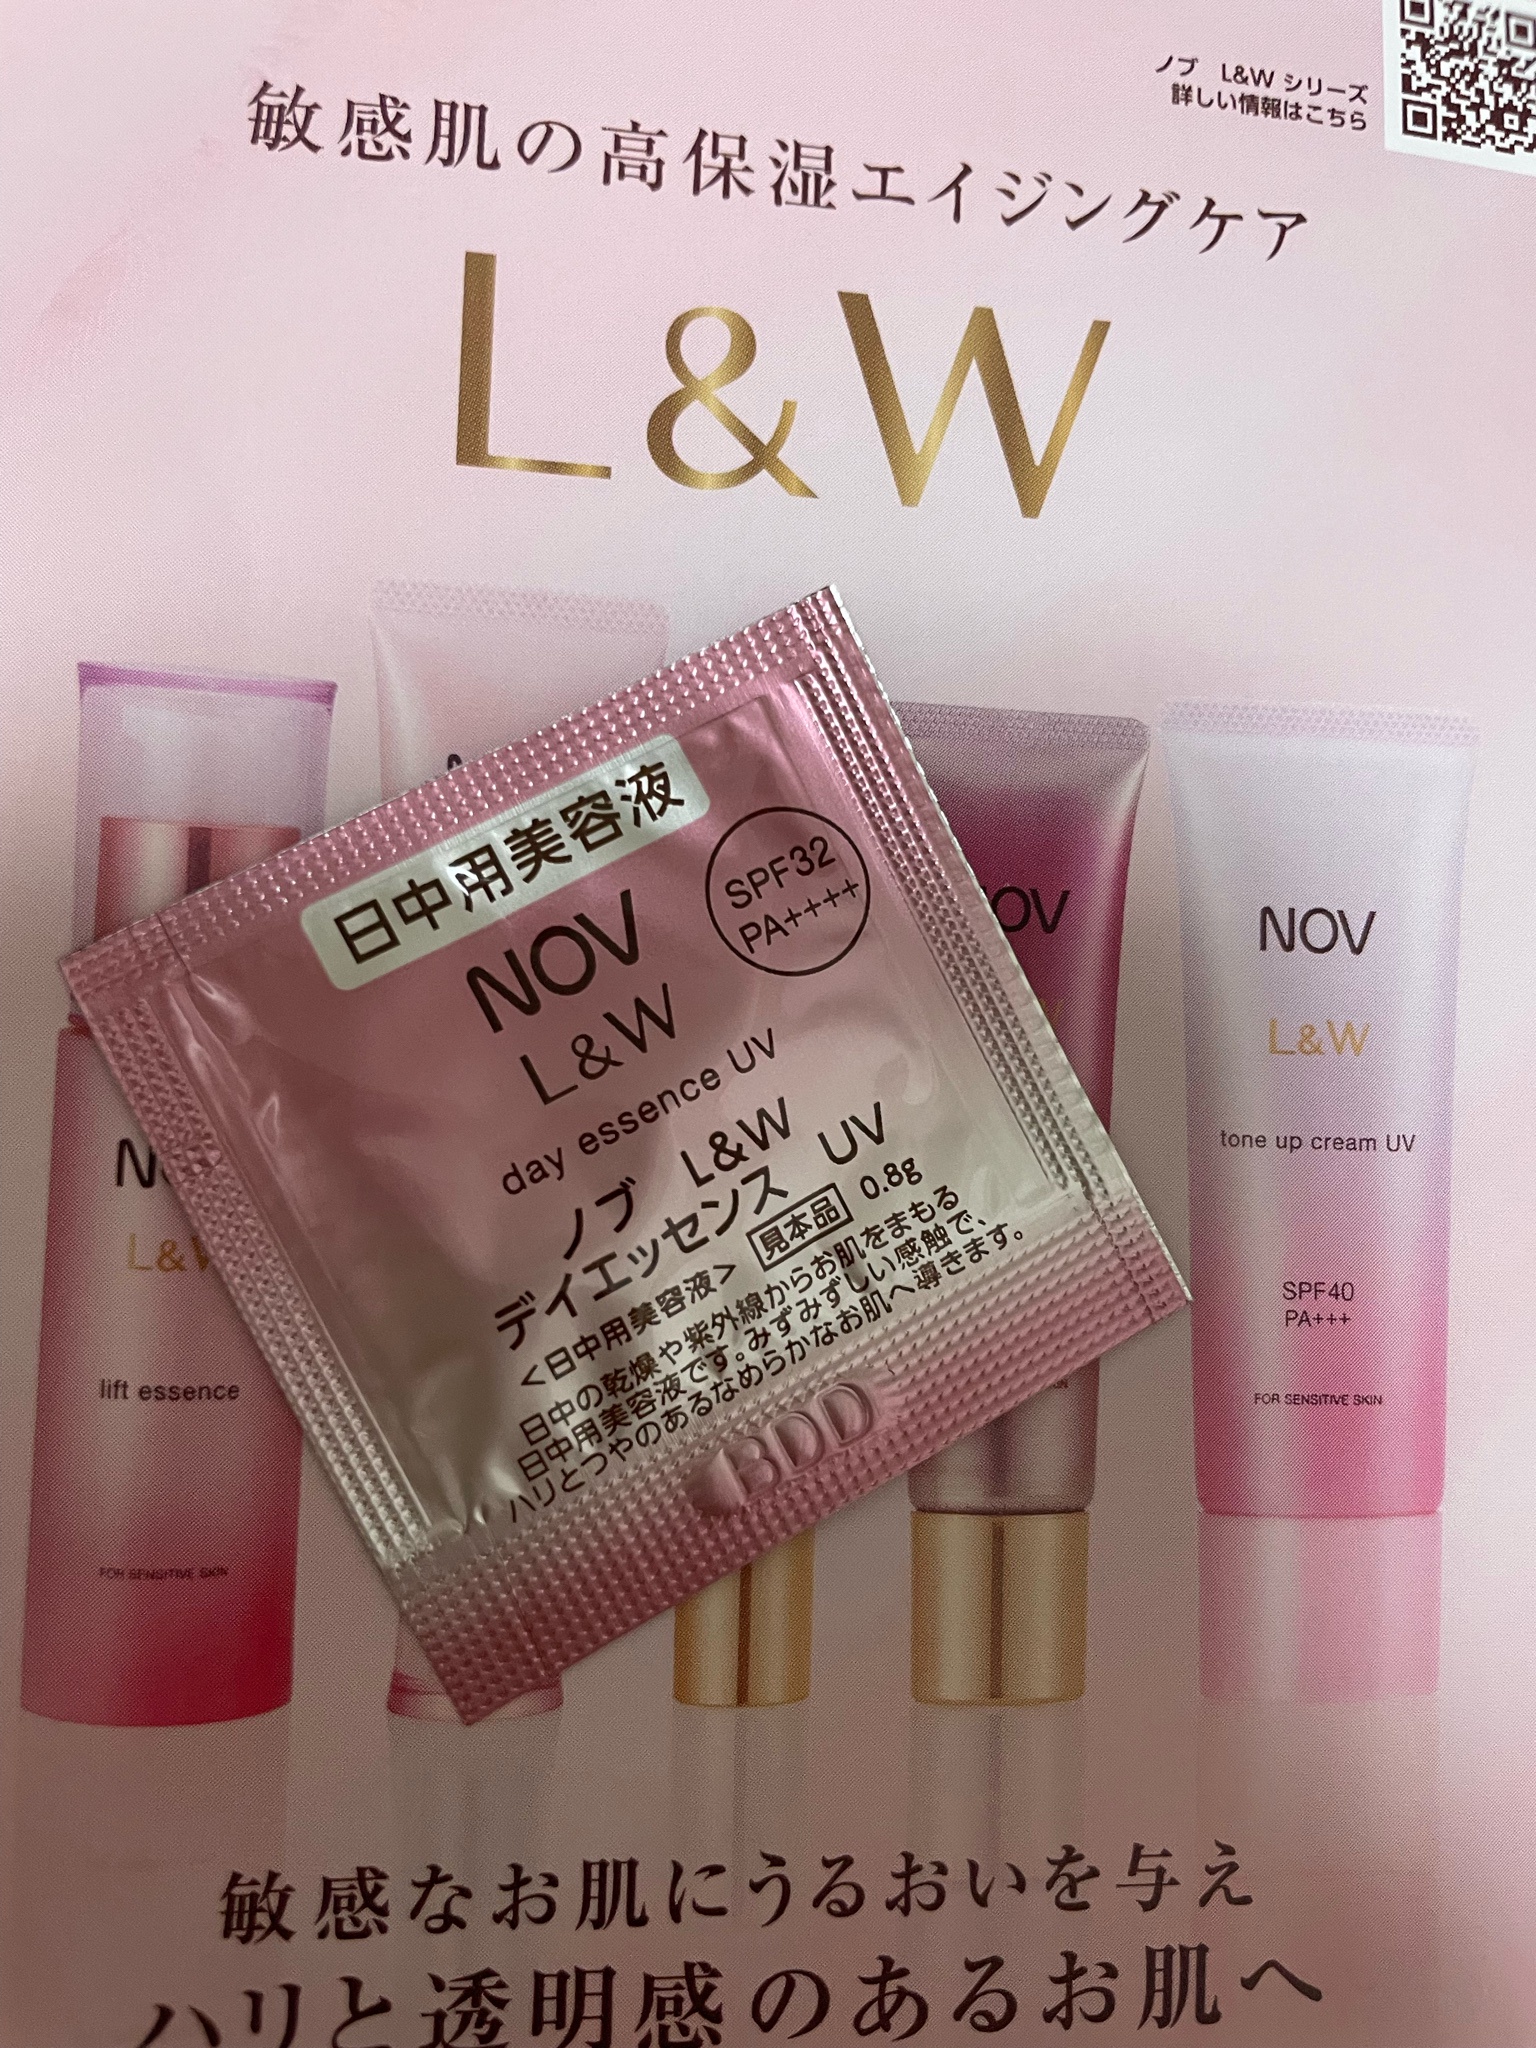 ノブ L&W シリーズ
詳しい情報はこちら
敏感肌の高保湿エイジングケア
L&W
日中用美容液
SPF32
PA++++
NOV
L&W
day essence UV
ノブ L&W
デイエッセンス UV
<日中用美容液> 見本品 0.8g
日中の乾燥や紫外線からお肌をまもる
日中用美容液です。みずみずしい感触で、
ハリとつやのあるなめらかなお肌へ導きます。
BDD
L&W
lift essence
FOR SENSITIVE SKIN
OV
NOV
L&W
tone up cream UV
SPF40
PA+++
FOR SENSITIVE SKIN
敏感なお肌にうるおいを与え
ハリと透明感のあるお肌へ